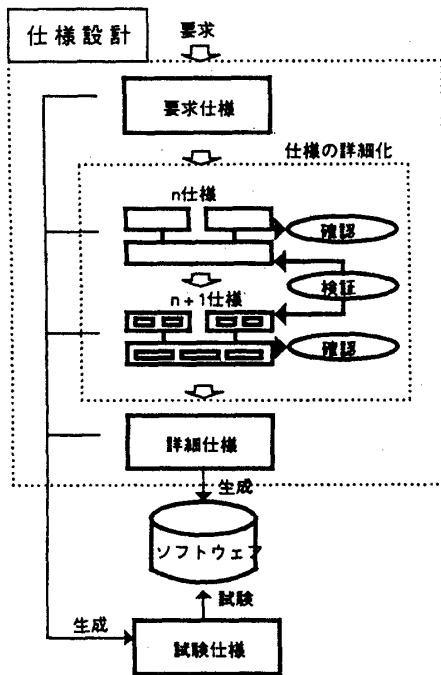 仕様設計
要求
要求仕様
仕様の詳細化
n仕様
確認
検証
n+1仕様
確認
詳細仕様
生成
ソフトウェア
試験
生成
試験仕様